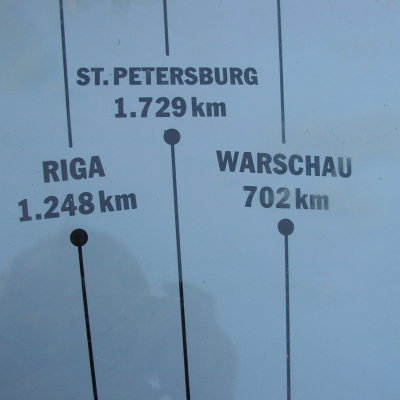 ST. PETERSBURG
1.729 km
RIGA
1.248 km
WARSCHAU
702 km